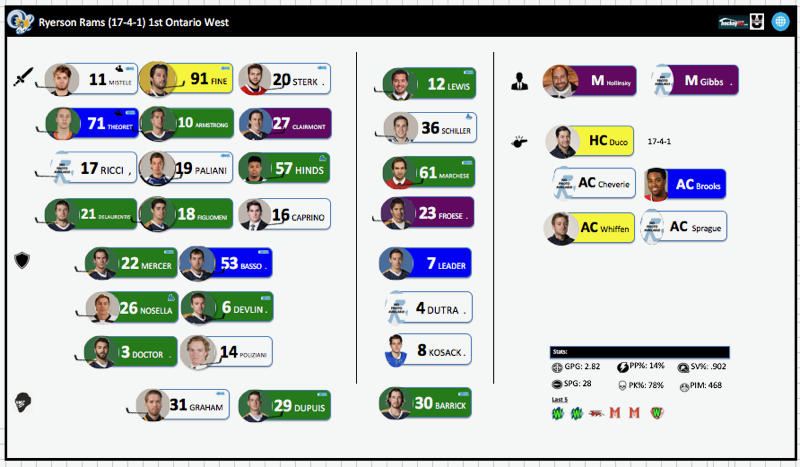 Ryerson Rams (17-4-1) 1st Ontario West
11 MISTELE
91 FINE
20 STERK .
12 LEWIS
M Hollinsky
M Gibbs .
71 THEORET
10 ARMSTRONG
27 CLAIRMONT
36 SCHILLER
HC Duco
17-4-1
17 RICCI ,
19 PALIANI
57 HINDS
61 MARCHESE
AC Cheverie
AC Brooks
21 DELAURENTIS
18 FIGLIOMENI
16 CAPRINO
23 FROESE .
AC Whiffen
AC Sprague
22 MERCER
53 BASSO .
7 LEADER
26 NOSELLA
6 DEVLIN .
4 DUTRA .
3 DOCTOR .
14 POUZIANI
8 KOSACK .
Stats:
GPG: 2.82
PP%: 14%
SV%: .902
SPG: 28
PK%: 78%
PIM: 468
31 GRAHAM
29 DUPUIS
30 BARRICK
Last 5